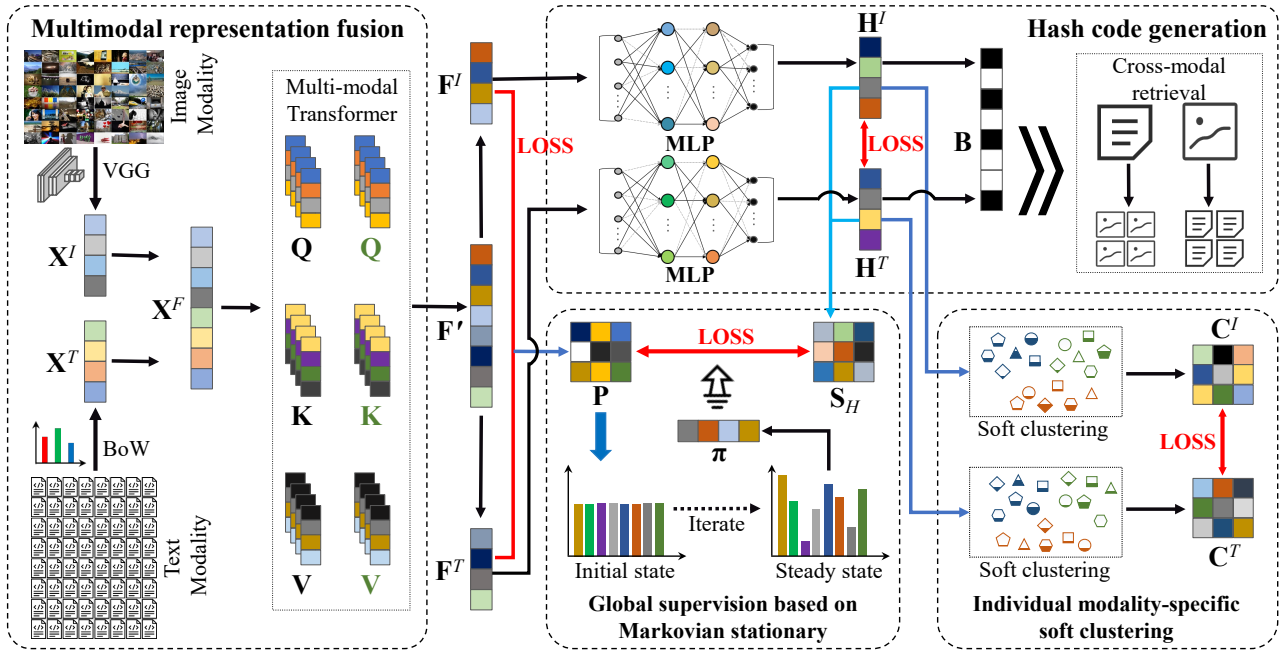 Multimodal representation fusion
Image
Modality
VGG
X^I
X^F
X^T
BoW
Text
Modality
Multi-modal
Transformer
Q Q
K K
V V
F^I
F′
F^T
LOSS
Hash code generation
MLP
MLP
H^I
LOSS
H^T
B
Cross-modal
retrieval
P
LOSS
S_H
π
Iterate
Initial state
Steady state
Global supervision based on
Markovian stationary
Soft clustering
C^I
LOSS
Soft clustering
C^T
Individual modality-specific
soft clustering